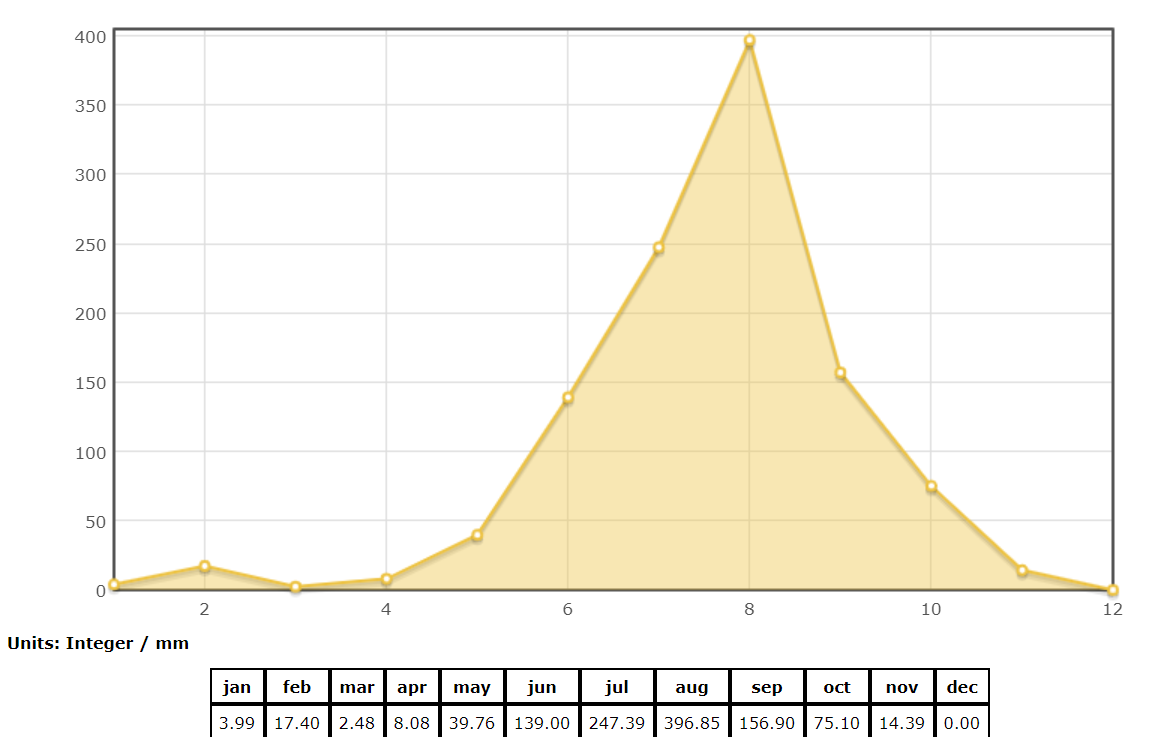 400
350
300
250
200
150
100
50
0
2 4 6 8 10 12
Units: Integer / mm
jan feb mar apr may jun jul aug sep oct nov dec
3.99 17.40 2.48 8.08 39.76 139.00 247.39 396.85 156.90 75.10 14.39 0.00